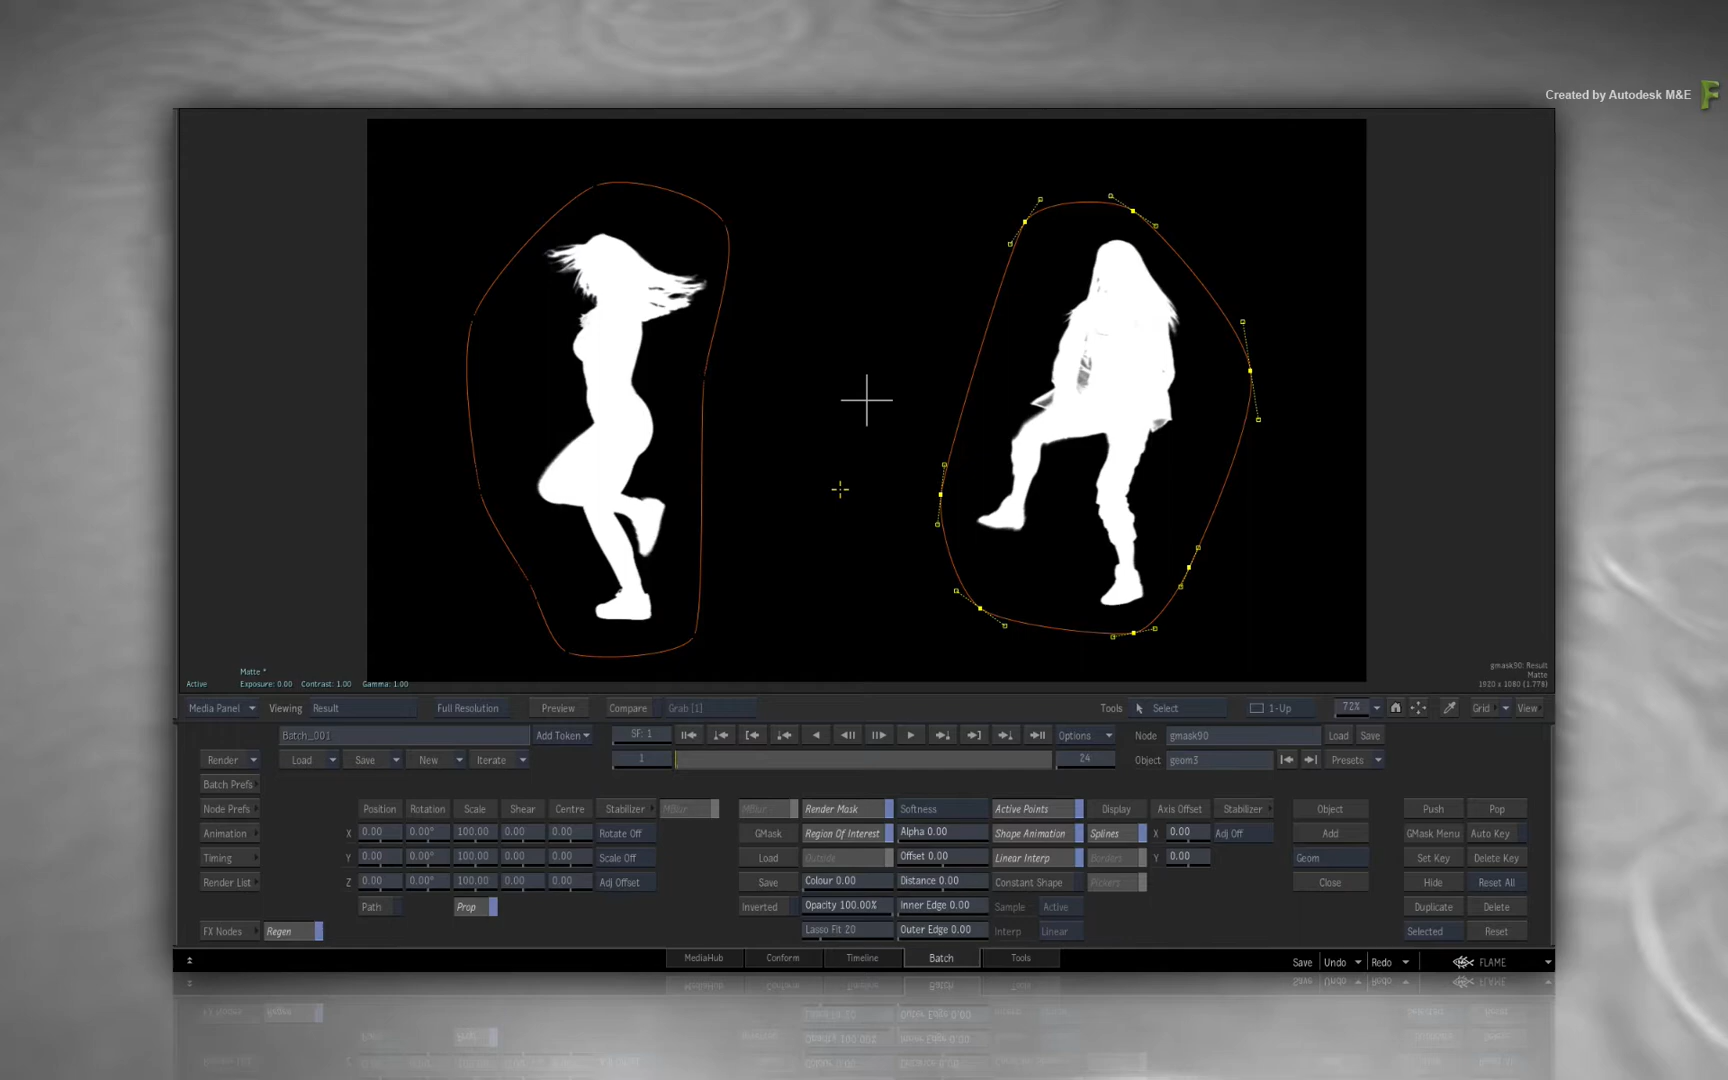 Created by Autodesk M&E
Matte *
Active Exposure: 0.00 Contrast: 1.00 Gamma: 1.00
gmask90: Result
Matte
1920 x 1080 (1.778)
Media Panel Viewing Result Full Resolution Preview Compare Grab [1] Tools Select 1-Up 72% Grid View
Batch_001 Add Token SF: 1 Options Node gmask90 Load Save
Render Load Save New Iterate 1 24 Object geom3 Presets
Batch Prefs
Node Prefs Position Rotation Scale Shear Centre Stabilizer MBlur MBlur Render Mask Softness Active Points Display Axis Offset Stabilizer Object Push Pop
Animation X 0.00 0.00° 100.00 0.00 0.00 Rotate Off GMask Region Of Interest Alpha 0.00 Shape Animation Splines X 0.00 Adj Off Add GMask Menu Auto Key
Timing Y 0.00 0.00° 100.00 0.00 0.00 Scale Off Load Outside Offset 0.00 Linear Interp Borders Y 0.00 Geom Set Key Delete Key
Render List Z 0.00 0.00° 100.00 0.00 0.00 Adj Offset Save Colour 0.00 Distance 0.00 Constant Shape Pickers Close Hide Reset All
Path Prop Inverted Opacity 100.00% Inner Edge 0.00 Sample Active Duplicate Delete
FX Nodes Regen Lasso Fit 20 Outer Edge 0.00 Interp Linear Selected Reset
MediaHub Conform Timeline Batch Tools Save Undo Redo FLAME